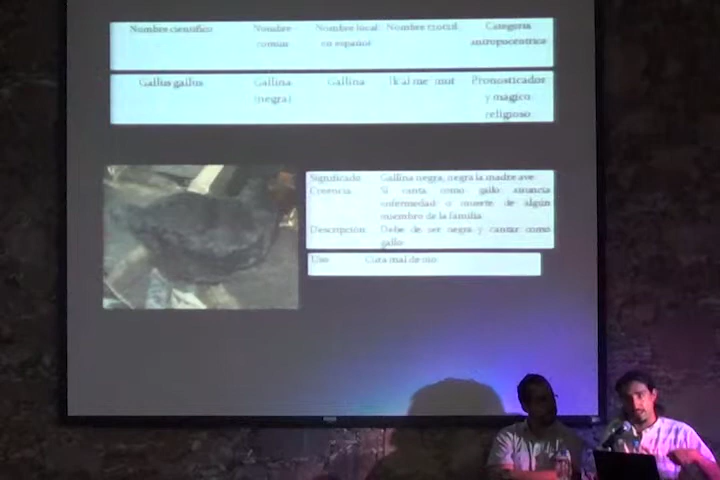 Nombre científico Nombre común Nombre local en español Nombre tzotzil Categoría antropocéntrica
Gallus gallus Gallina (negra) Gallina me' mut Pronosticador y mágico religioso
Significado Gallina negra, negra la madre ave
Creencia Si canta como gallo anuncia
enfermedad o muerte de algún
miembro de la familia
Descripción Debe de ser negra y cantar como
gallo
Uso Cura mal de ojo